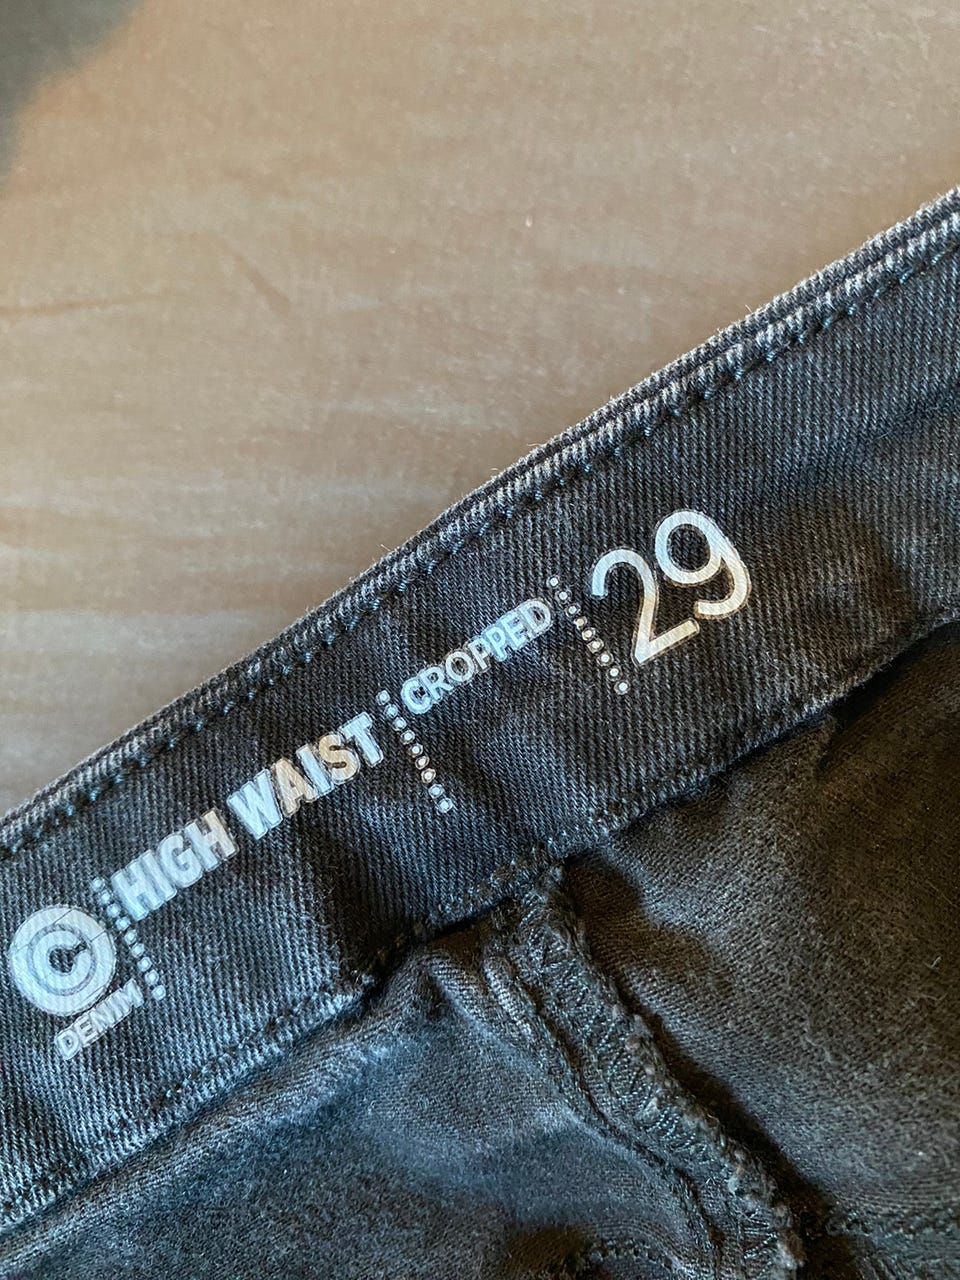 C
DENIM
HIGH WAIST
CROPPED
29